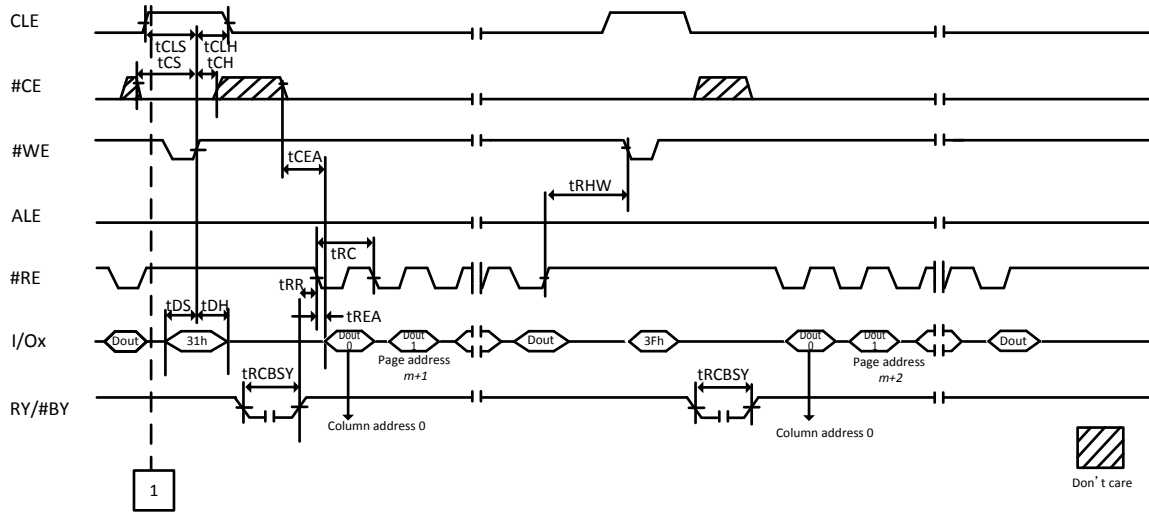 CLE
tCLS tCLH
tCS tCH
#CE
tCEA
#WE
tRHW
ALE
tRC
#RE
tRR
tDS tDH
tREA
I/Ox
Dout 31h Dout 0 Dout 1 Dout 3Fh Dout 0 Dout 1 Dout
Page address m+1
Page address m+2
tRCBSY tRCBSY
RY/#BY
Column address 0 Column address 0
1
Don't care